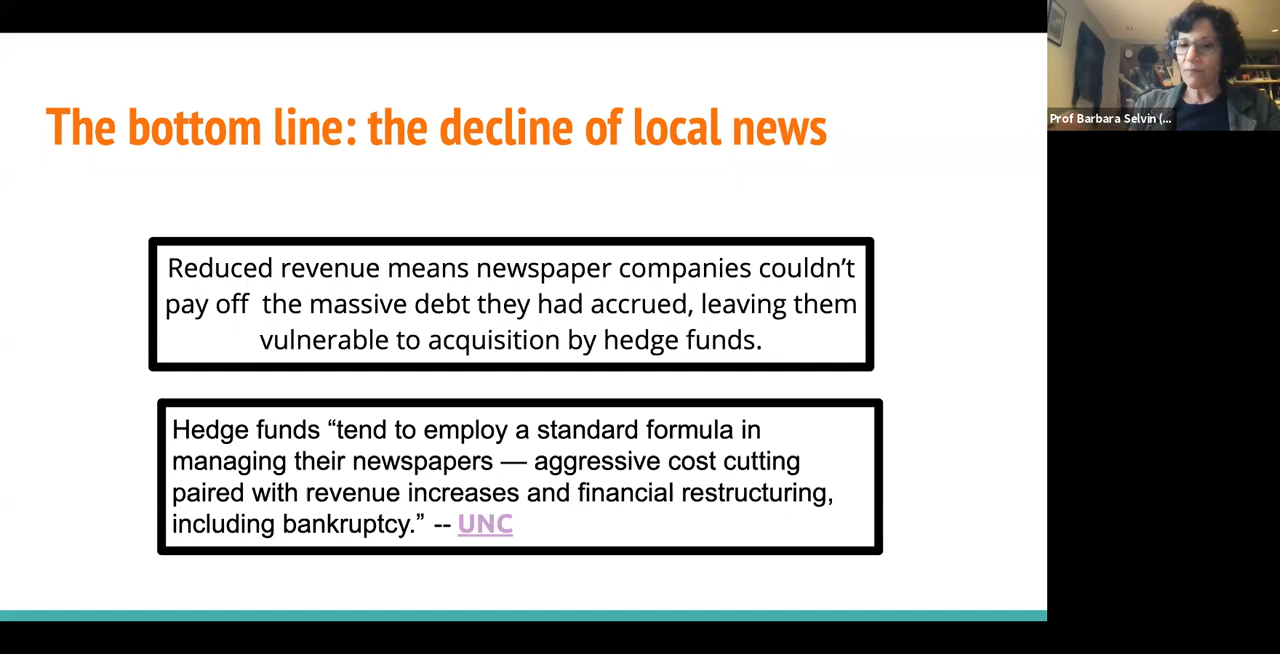 The bottom line: the decline of local news
Reduced revenue means newspaper companies couldn’t
pay off  the massive debt they had accrued, leaving them
vulnerable to acquisition by hedge funds.
Hedge funds “tend to employ a standard formula in
managing their newspapers — aggressive cost cutting
paired with revenue increases and financial restructuring,
including bankruptcy.” -- UNC
Prof Barbara Selvin (...